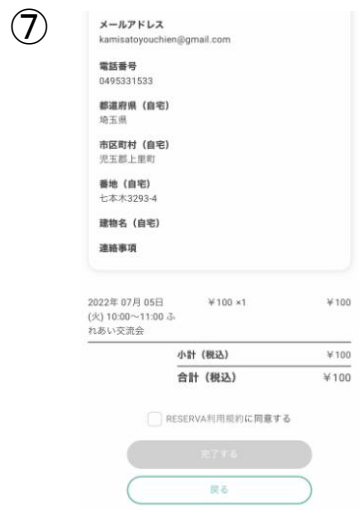 ⑦
メールアドレス
kamisatoyouchien@gmail.com
電話番号
0495331533
都道府県（自宅）
埼玉県
市区町村（自宅）
児玉郡上里町
番地（自宅）
七本木3293-4
建物名（自宅）
連絡事項
2022年 07月 05日 ￥100 ×1 ￥100
(火) 10:00～11:00 ふ
れあい交流会
小計（税込） ￥100
合計（税込） ￥100
RESERVA利用規約に同意する
完了する
戻る